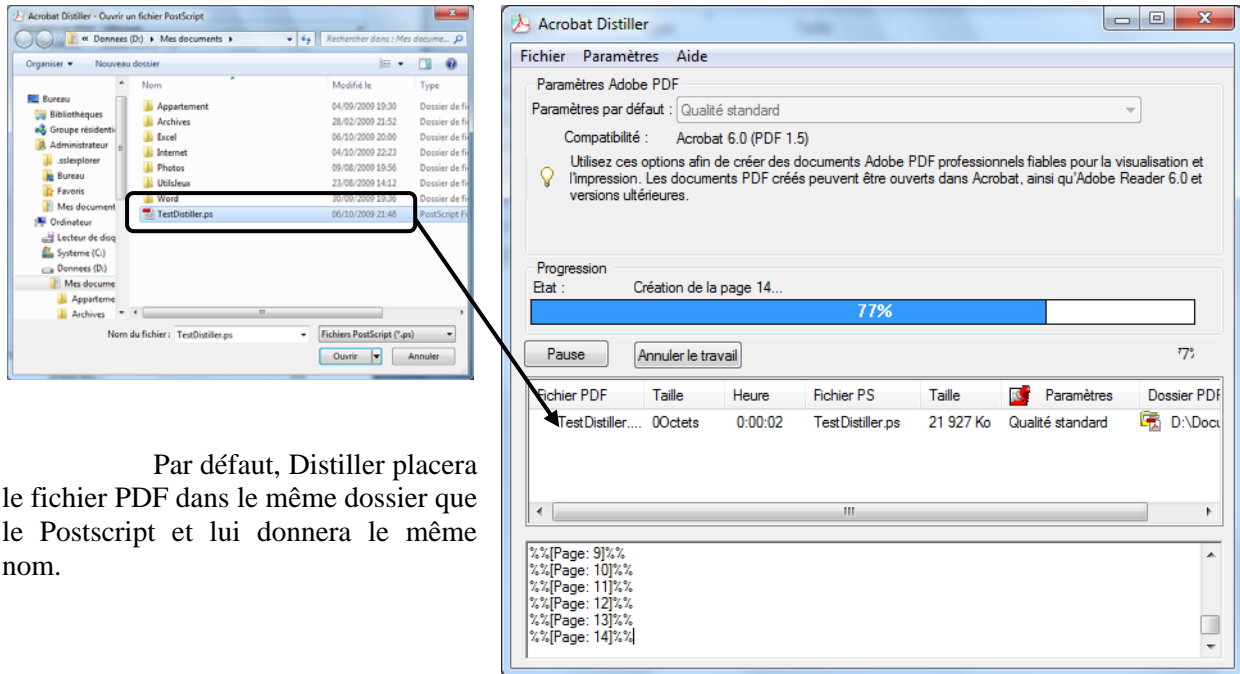 Acrobat Distiller - Ouvrir un fichier PostScript
« Donnees (D:) ▸ Mes documents ▸
Rechercher dans : Mes docume...
Organiser ▾ Nouveau dossier
Nom Modifié le Type
Bureau
Bibliothèques
Groupe résidenti
Administrateur
.sslexplorer
Bureau
Favoris
Mes document
Ordinateur
Lecteur de disq
Systeme (C:)
Donnees (D:)
Mes docume
Apparteme
Archives
Appartement 04/09/2009 19:30 Dossier de fi
Archives 28/02/2009 21:52 Dossier de fi
Excel 06/10/2009 20:00 Dossier de fi
Internet 04/10/2009 22:23 Dossier de fi
Photos 09/08/2009 19:56 Dossier de fi
UtilsJeux 23/08/2009 14:12 Dossier de fi
Word 30/09/2009 19:36 Dossier de fi
TestDistiller.ps 06/10/2009 21:48 PostScript Fi
Nom du fichier : TestDistiller.ps Fichiers PostScript (*.ps)
Ouvrir Annuler
Par défaut, Distiller placera
le fichier PDF dans le même dossier que
le Postscript et lui donnera le même
nom.
Acrobat Distiller
Fichier Paramètres Aide
Paramètres Adobe PDF
Paramètres par défaut : Qualité standard
Compatibilité : Acrobat 6.0 (PDF 1.5)
Utilisez ces options afin de créer des documents Adobe PDF professionnels fiables pour la visualisation et
l'impression. Les documents PDF créés peuvent être ouverts dans Acrobat, ainsi qu'Adobe Reader 6.0 et
versions ultérieures.
Progression
Etat : Création de la page 14...
77%
Pause Annuler le travail
Fichier PDF Taille Heure Fichier PS Taille Paramètres Dossier PDF
TestDistiller.... 0Octets 0:00:02 TestDistiller.ps 21 927 Ko Qualité standard D:\Docu
%%[Page: 9]%%
%%[Page: 10]%%
%%[Page: 11]%%
%%[Page: 12]%%
%%[Page: 13]%%
%%[Page: 14]%%